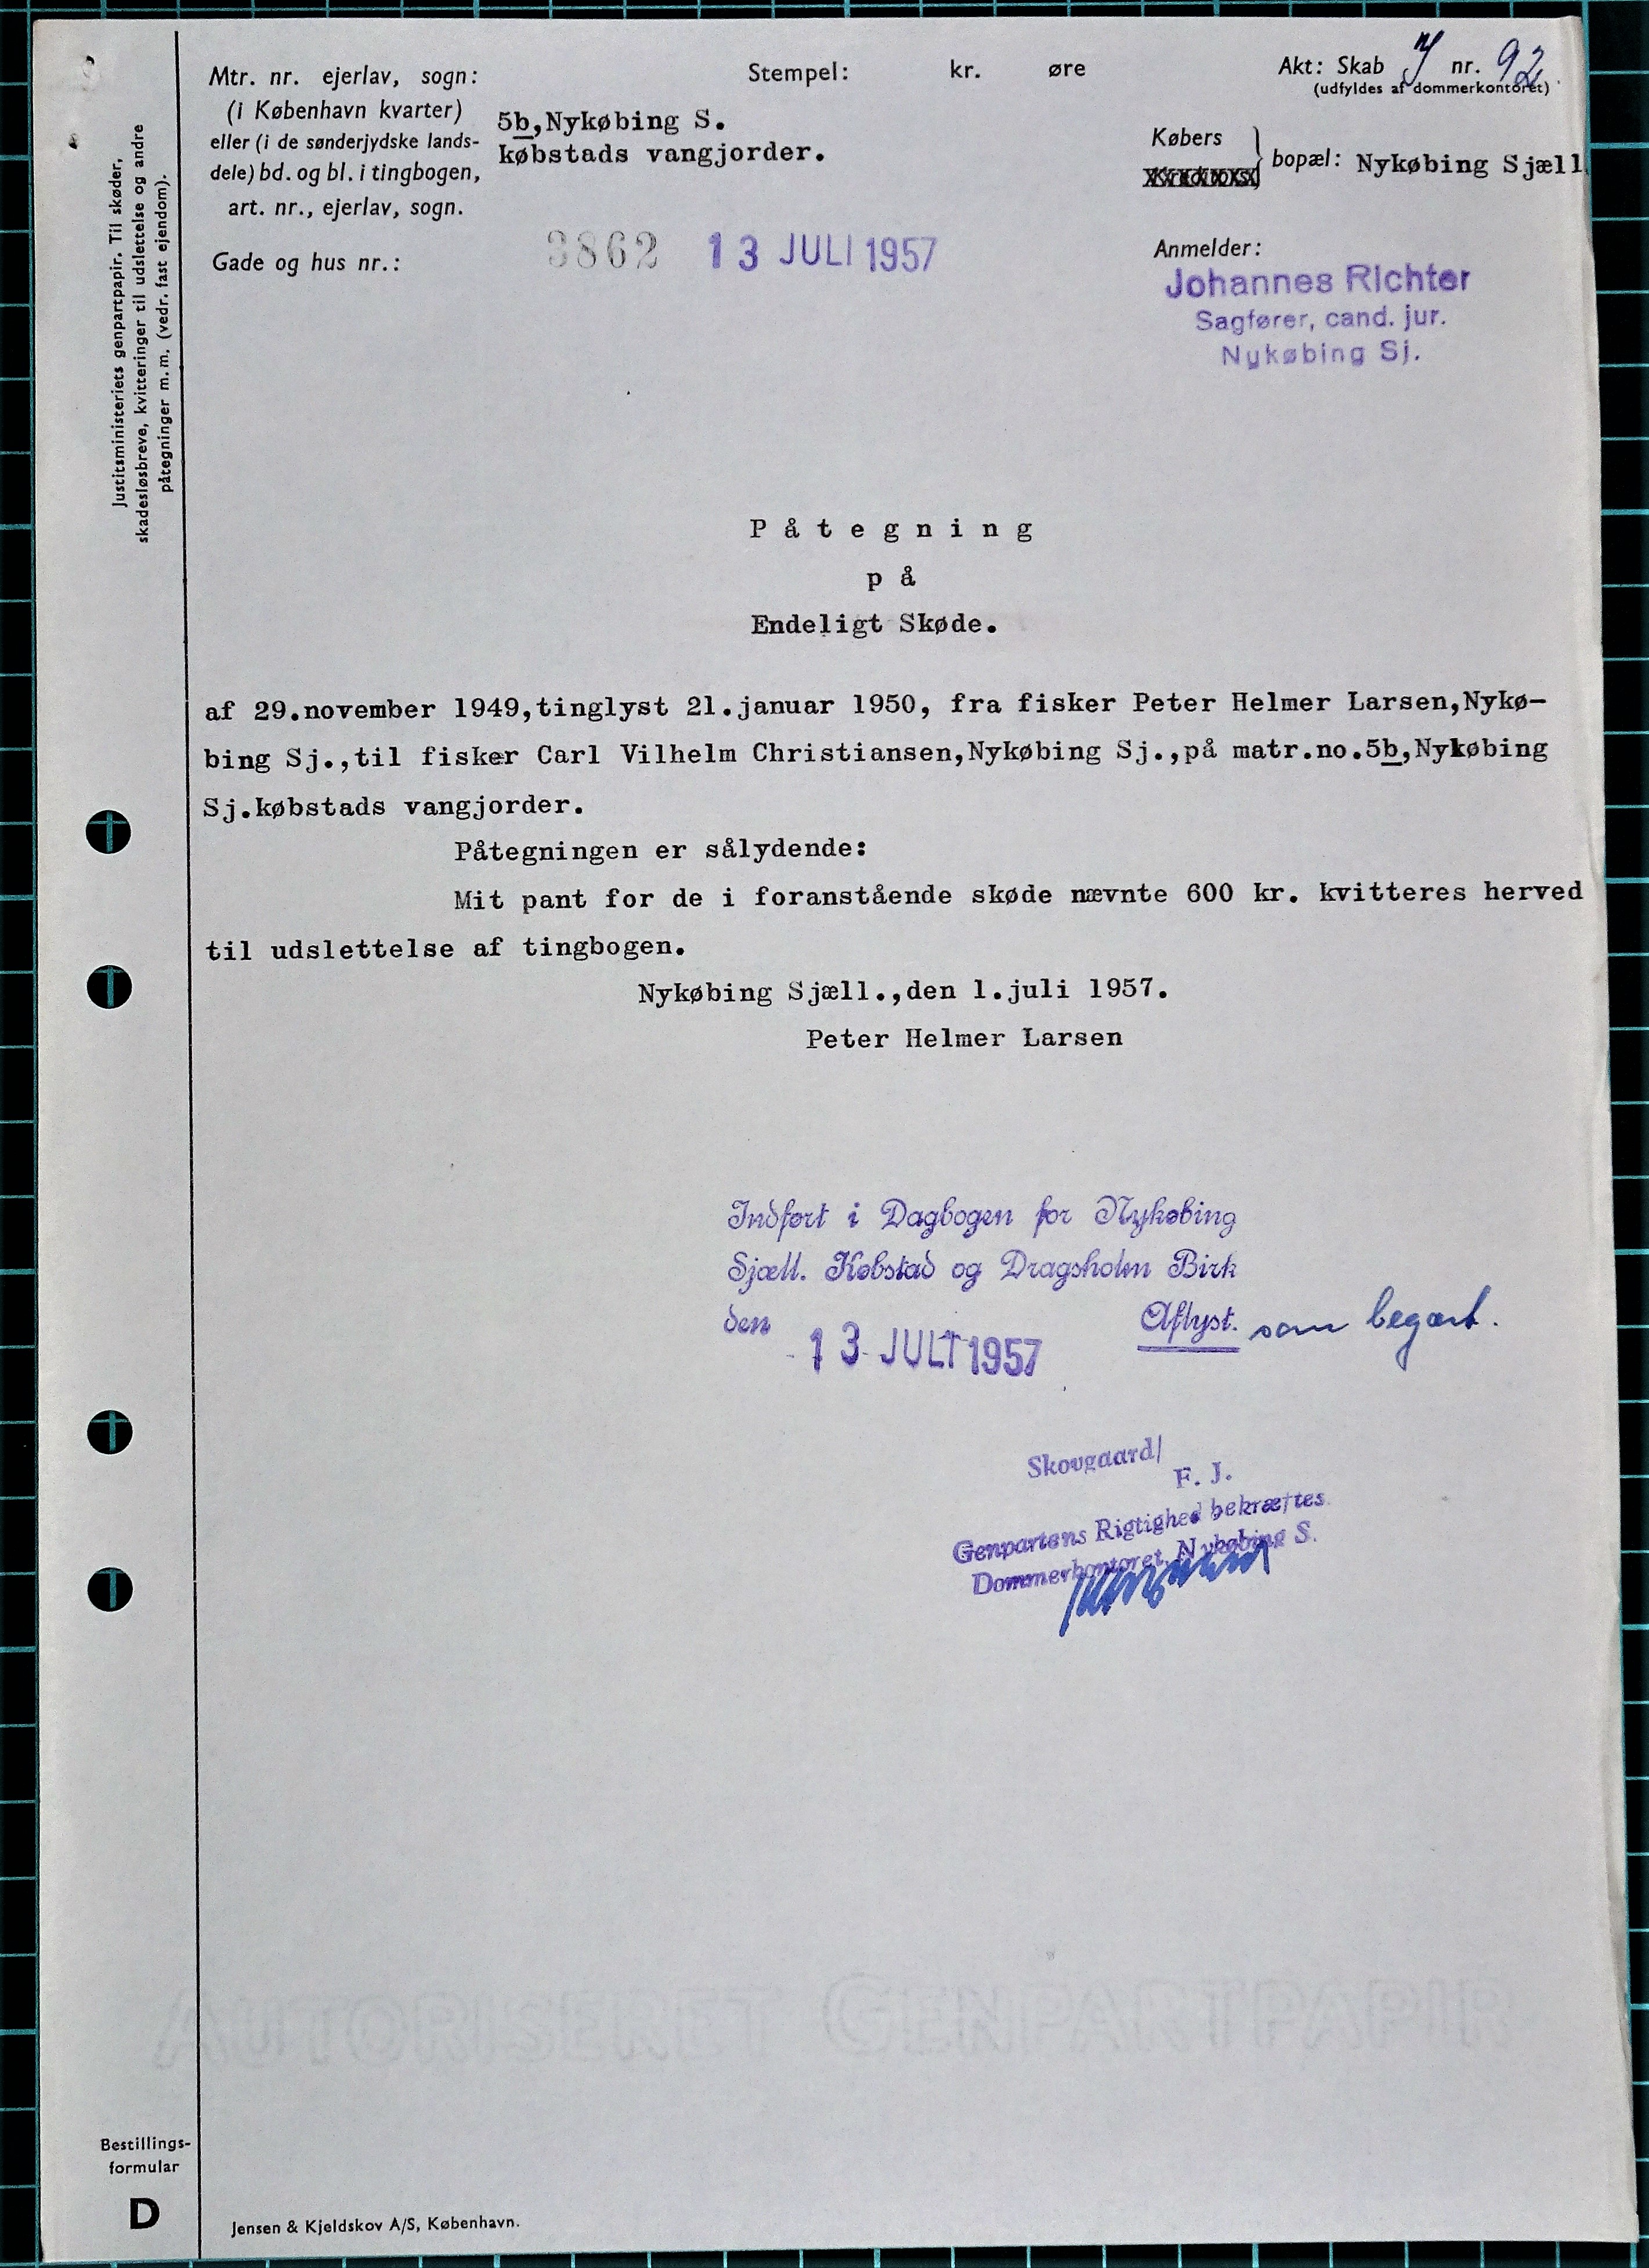 Mtr. nr. ejerlav, sogn:
(i København kvarter)
eller (i de sønderjydske lands-
dele) bd. og bl. i tingbogen,
art. nr., ejerlav, sogn.
Gade og hus nr.:
5b,Nykøbing S.
købstads vangjorder.
Stempel: kr. øre
Akt: Skab nr. 92
(udfyldes af dommerkontoret)
Købers
bopæl: Nykøbing Sjæll.
3862 13 JULI 1957
Anmelder:
Johannes Richter
Sagfører, cand. jur.
Nykøbing Sj.
Justitsministeriets genpartpapir. Til skøder,
skadesløsbreve, kvitteringer til udslettelse og andre
påtegninger m. m. (vedr. fast ejendom).
Påtegning
på
Endeligt Skøde.
af 29.november 1949,tinglyst 21.januar 1950, fra fisker Peter Helmer Larsen,Nykø-
bing Sj.,til fisker Carl Vilhelm Christiansen,Nykøbing Sj.,på matr.no.5b,Nykøbing
Sj.købstads vangjorder.
Påtegningen er sålydende:
Mit pant for de i foranstående skøde nævnte 600 kr. kvitteres herved
til udslettelse af tingbogen.
Nykøbing Sjæll.,den 1.juli 1957.
Peter Helmer Larsen
Indført i Dagbogen for Nykøbing
Sjæll. Købstad og Dragsholm Birk
den 13 JULI 1957 Aflyst. som begært.
Skovgaard/
F. J.
Genpartens Rigtighed bekræftes
Dommerkontoret, Nykøbing S.
AUTORISERET GENPARTPAPIR
Bestillings-
formular
D
Jensen & Kjeldskov A/S, København.